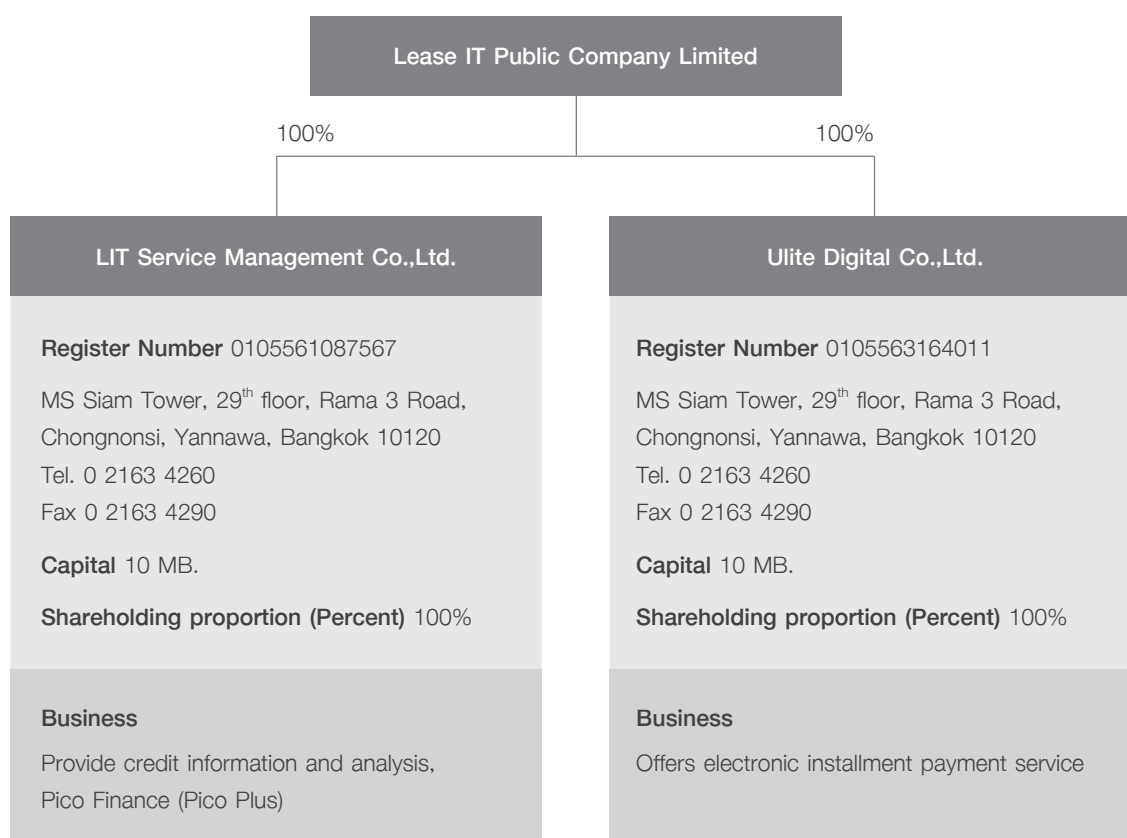 Lease IT Public Company Limited
100%
100%
LIT Service Management Co.,Ltd.
Register Number 0105561087567
MS Siam Tower, 29th floor, Rama 3 Road,
Chongnonsi, Yannawa, Bangkok 10120
Tel. 0 2163 4260
Fax 0 2163 4290
Capital 10 MB.
Shareholding proportion (Percent) 100%
Business
Provide credit information and analysis,
Pico Finance (Pico Plus)
Ulite Digital Co.,Ltd.
Register Number 0105563164011
MS Siam Tower, 29th floor, Rama 3 Road,
Chongnonsi, Yannawa, Bangkok 10120
Tel. 0 2163 4260
Fax 0 2163 4290
Capital 10 MB.
Shareholding proportion (Percent) 100%
Business
Offers electronic installment payment service